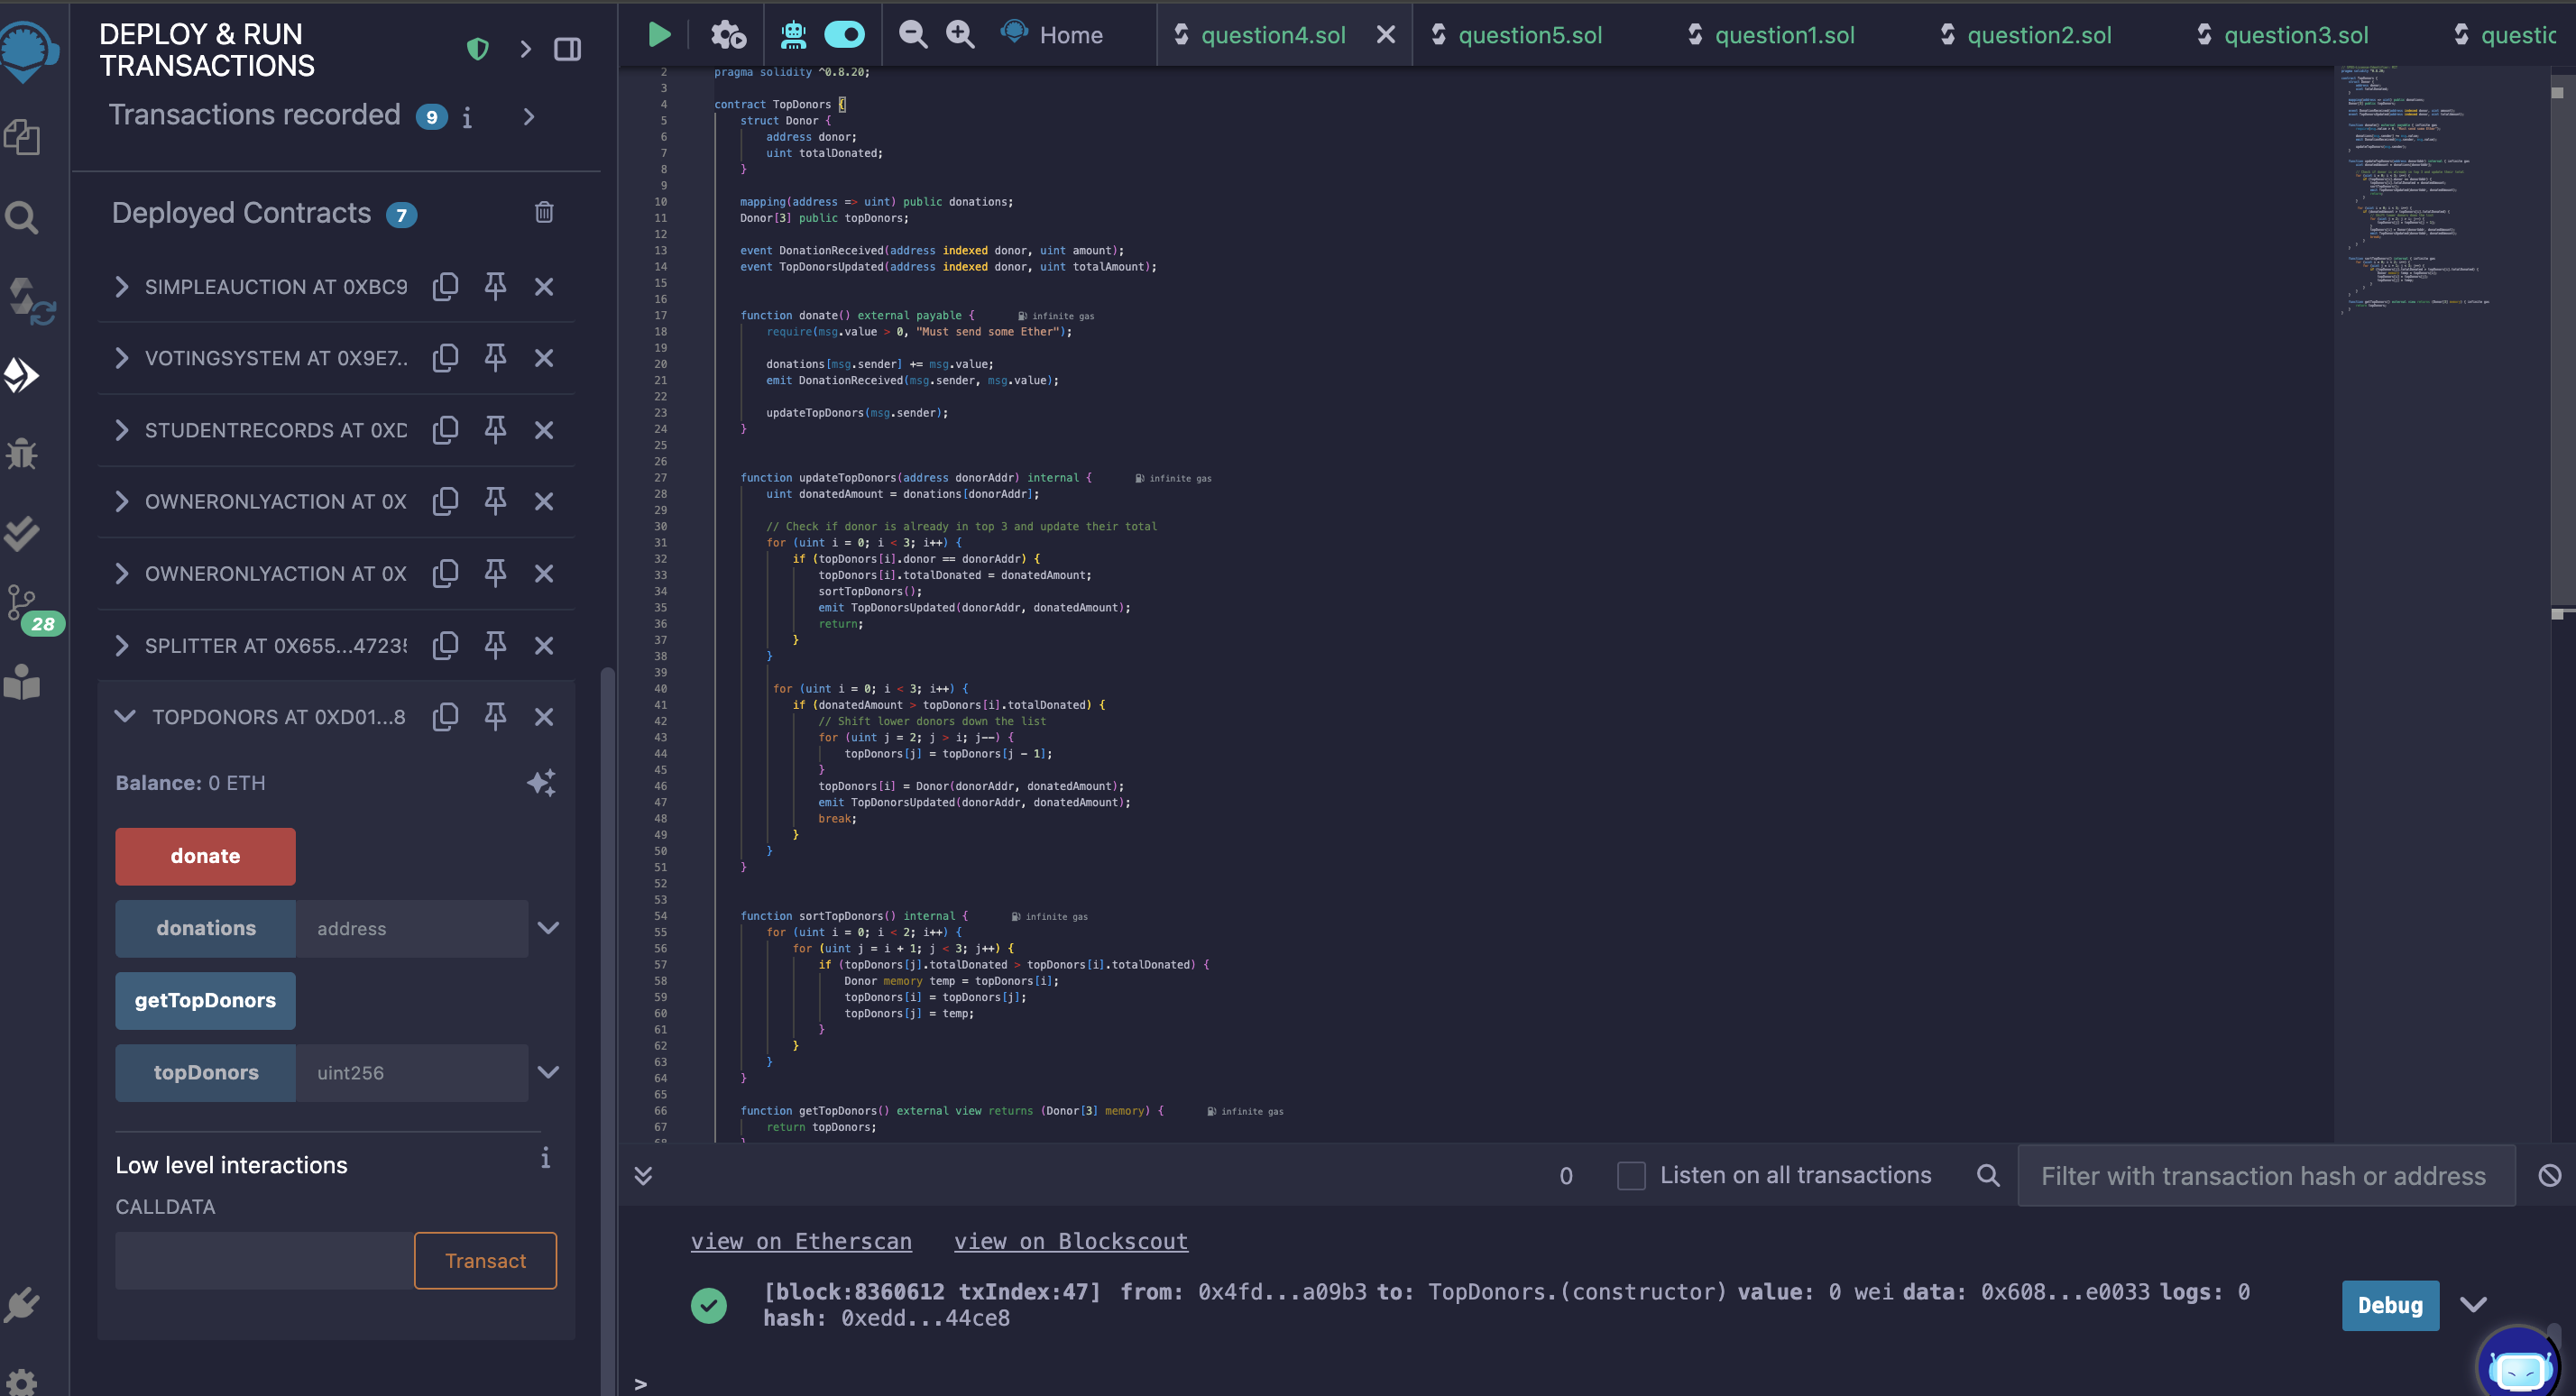 DEPLOY & RUN
TRANSACTIONS
Transactions recorded 9 i
Deployed Contracts 7
SIMPLEAUCTION AT 0XBC9
VOTINGSYSTEM AT 0X9E7..
STUDENTRECORDS AT 0XD
OWNERONLYACTION AT 0X
OWNERONLYACTION AT 0X
SPLITTER AT 0X655...4723
28
TOPDONORS AT 0XD01...8
Balance: 0 ETH
donate
donations address
getTopDonors
topDonors uint256
Low level interactions i
CALLDATA
Transact
Home question4.sol question5.sol question1.sol question2.sol question3.sol questic
2 pragma solidity ^0.8.20;
3
4 contract TopDonors {
5 struct Donor {
6 address donor;
7 uint totalDonated;
8 }
9
10 mapping(address => uint) public donations;
11 Donor[3] public topDonors;
12
13 event DonationReceived(address indexed donor, uint amount);
14 event TopDonorsUpdated(address indexed donor, uint totalAmount);
15
16
17 function donate() external payable { infinite gas
18 require(msg.value > 0, "Must send some Ether");
19
20 donations[msg.sender] += msg.value;
21 emit DonationReceived(msg.sender, msg.value);
22
23 updateTopDonors(msg.sender);
24 }
25
26
27 function updateTopDonors(address donorAddr) internal { infinite gas
28 uint donatedAmount = donations[donorAddr];
29
30 // Check if donor is already in top 3 and update their total
31 for (uint i = 0; i < 3; i++) {
32 if (topDonors[i].donor == donorAddr) {
33 topDonors[i].totalDonated = donatedAmount;
34 sortTopDonors();
35 emit TopDonorsUpdated(donorAddr, donatedAmount);
36 return;
37 }
38 }
39
40 for (uint i = 0; i < 3; i++) {
41 if (donatedAmount > topDonors[i].totalDonated) {
42 // Shift lower donors down the list
43 for (uint j = 2; j > i; j--) {
44 topDonors[j] = topDonors[j - 1];
45 }
46 topDonors[i] = Donor(donorAddr, donatedAmount);
47 emit TopDonorsUpdated(donorAddr, donatedAmount);
48 break;
49 }
50 }
51 }
52
53
54 function sortTopDonors() internal { infinite gas
55 for (uint i = 0; i < 2; i++) {
56 for (uint j = i + 1; j < 3; j++) {
57 if (topDonors[j].totalDonated > topDonors[i].totalDonated) {
58 Donor memory temp = topDonors[i];
59 topDonors[i] = topDonors[j];
60 topDonors[j] = temp;
61 }
62 }
63 }
64 }
65
66 function getTopDonors() external view returns (Donor[3] memory) { infinite gas
67 return topDonors;
68 }
0 Listen on all transactions Filter with transaction hash or address
view on Etherscan view on Blockscout
[block:8360612 txIndex:47] from: 0x4fd...a09b3 to: TopDonors.(constructor) value: 0 wei data: 0x608...e0033 logs: 0
hash: 0xedd...44ce8
Debug
>